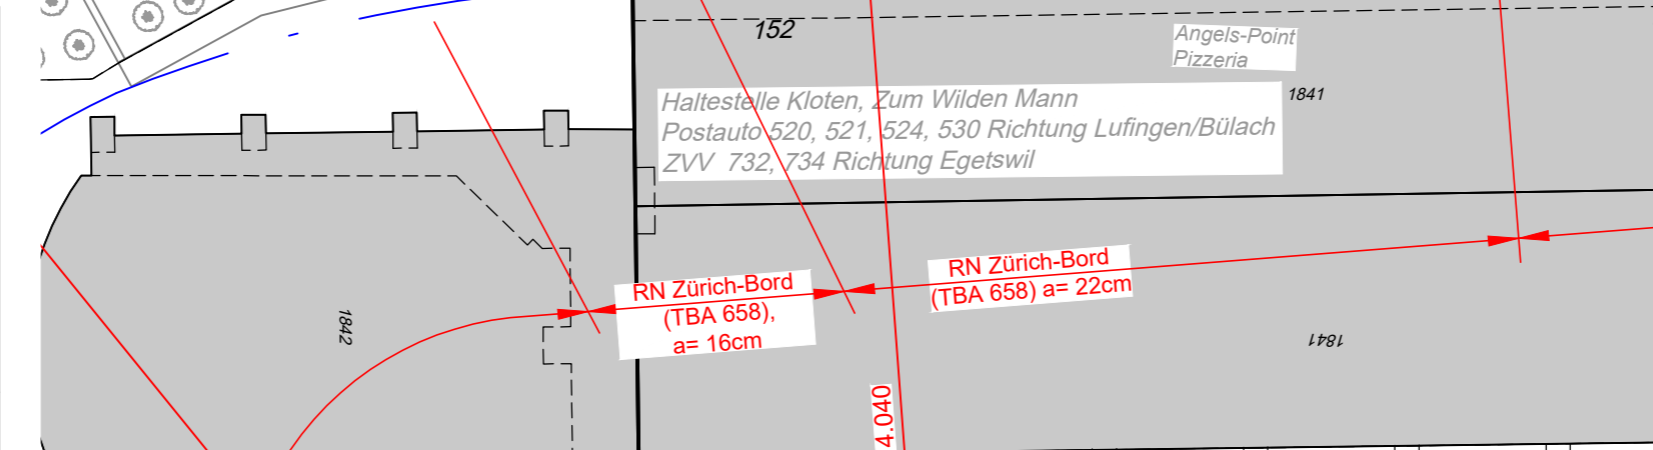 152
Angels-Point
Pizzeria
1841
Haltestelle Kloten, Zum Wilden Mann
Postauto 520, 521, 524, 530 Richtung Lufingen/Bülach
ZVV 732, 734 Richtung Egetswil
RN Zürich-Bord
(TBA 658) a= 22cm
RN Zürich-Bord
(TBA 658),
a= 16cm
1842
1841
4.040